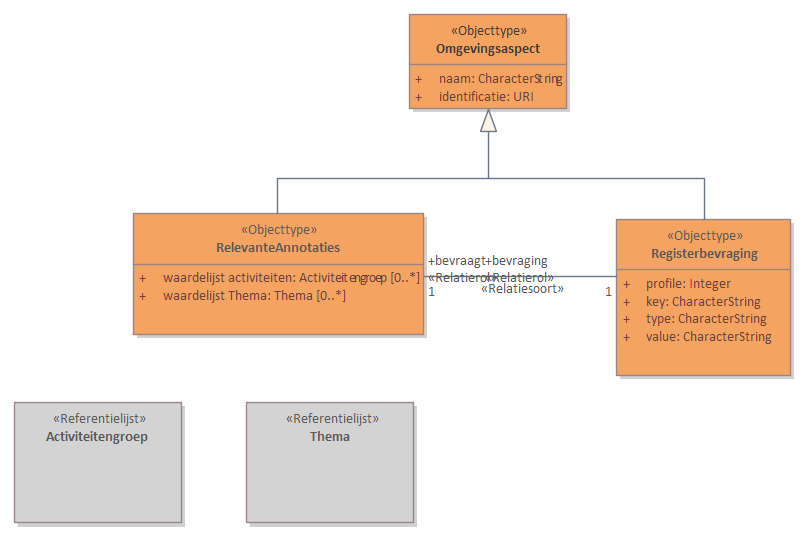 «Objecttype»
Omgevingsaspect
+ naam: CharacterString
+ identificatie: URI
«Objecttype»
RelevanteAnnotaties
+ waardelijst activiteiten: Activiteitengroep [0..*]
+ waardelijst Thema: Thema [0..*]
+bevraagt +bevraging
«Relatierol» «Relatierol»
«Relatiesoort»
1 1
«Objecttype»
Registerbevraging
+ profile: Integer
+ key: CharacterString
+ type: CharacterString
+ value: CharacterString
«Referentielijst»
Activiteitengroep
«Referentielijst»
Thema